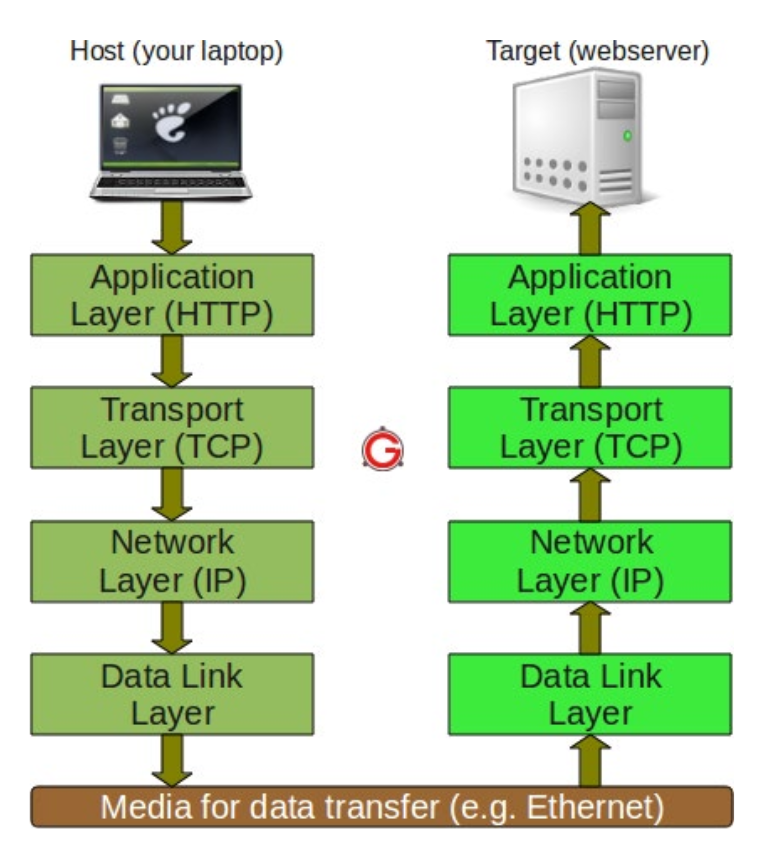 Host (your laptop)
Target (webserver)
Application
Layer (HTTP)
Transport
Layer (TCP)
Network
Layer (IP)
Data Link
Layer
Application
Layer (HTTP)
Transport
Layer (TCP)
Network
Layer (IP)
Data Link
Layer
G
Media for data transfer (e.g. Ethernet)